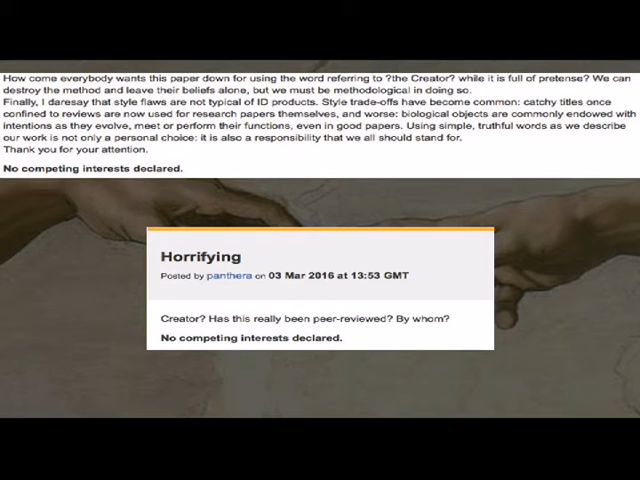 How come everybody wants this paper down for using the word referring to ?the Creator? while it is full of pretense? We can
destroy the method and leave their beliefs alone, but we must be methodological in doing so.
Finally, I daresay that style flaws are not typical of ID products. Style trade-offs have become common: catchy titles once
confined to reviews are now used for research papers themselves, and worse: biological objects are commonly endowed with
intentions as they evolve, meet or perform their functions, even in good papers. Using simple, truthful words as we describe
our work is not only a personal choice: it is also a responsibility that we all should stand for.
Thank you for your attention.
No competing interests declared.
Horrifying
Posted by panthera on 03 Mar 2016 at 13:53 GMT
Creator? Has this really been peer-reviewed? By whom?
No competing interests declared.